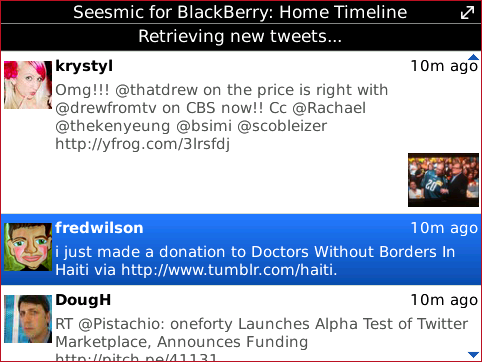 Seesmic for BlackBerry: Home Timeline
Retrieving new tweets...
krystyl 10m ago
Omg!!! @thatdrew on the price is right with
@drewfromtv on CBS now!! Cc @Rachael
@thekenyeung @bsimi @scobleizer
http://yfrog.com/3lrsfdj
fredwilson 10m ago
i just made a donation to Doctors Without Borders In
Haiti via http://www.tumblr.com/haiti.
DougH 10m ago
RT @Pistachio: oneforty Launches Alpha Test of Twitter
Marketplace, Announces Funding
http://pitch.pe/41131